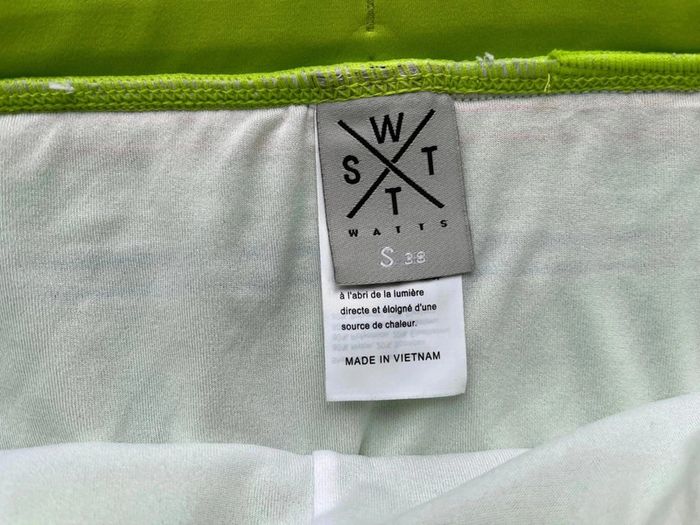 W
S T
T
WATTS
S 38
à l'abri de la lumière
directe et éloigné d'une
source de chaleur.
MADE IN VIETNAM